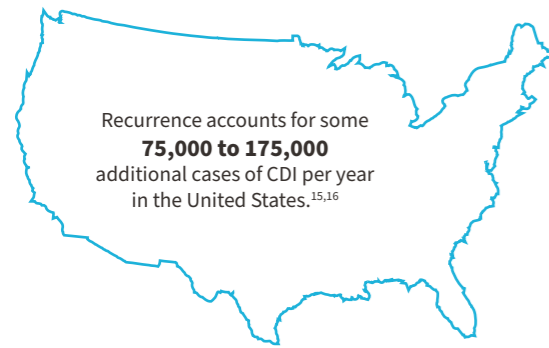 Recurrence accounts for some
75,000 to 175,000
additional cases of CDI per year
in the United States.15,16